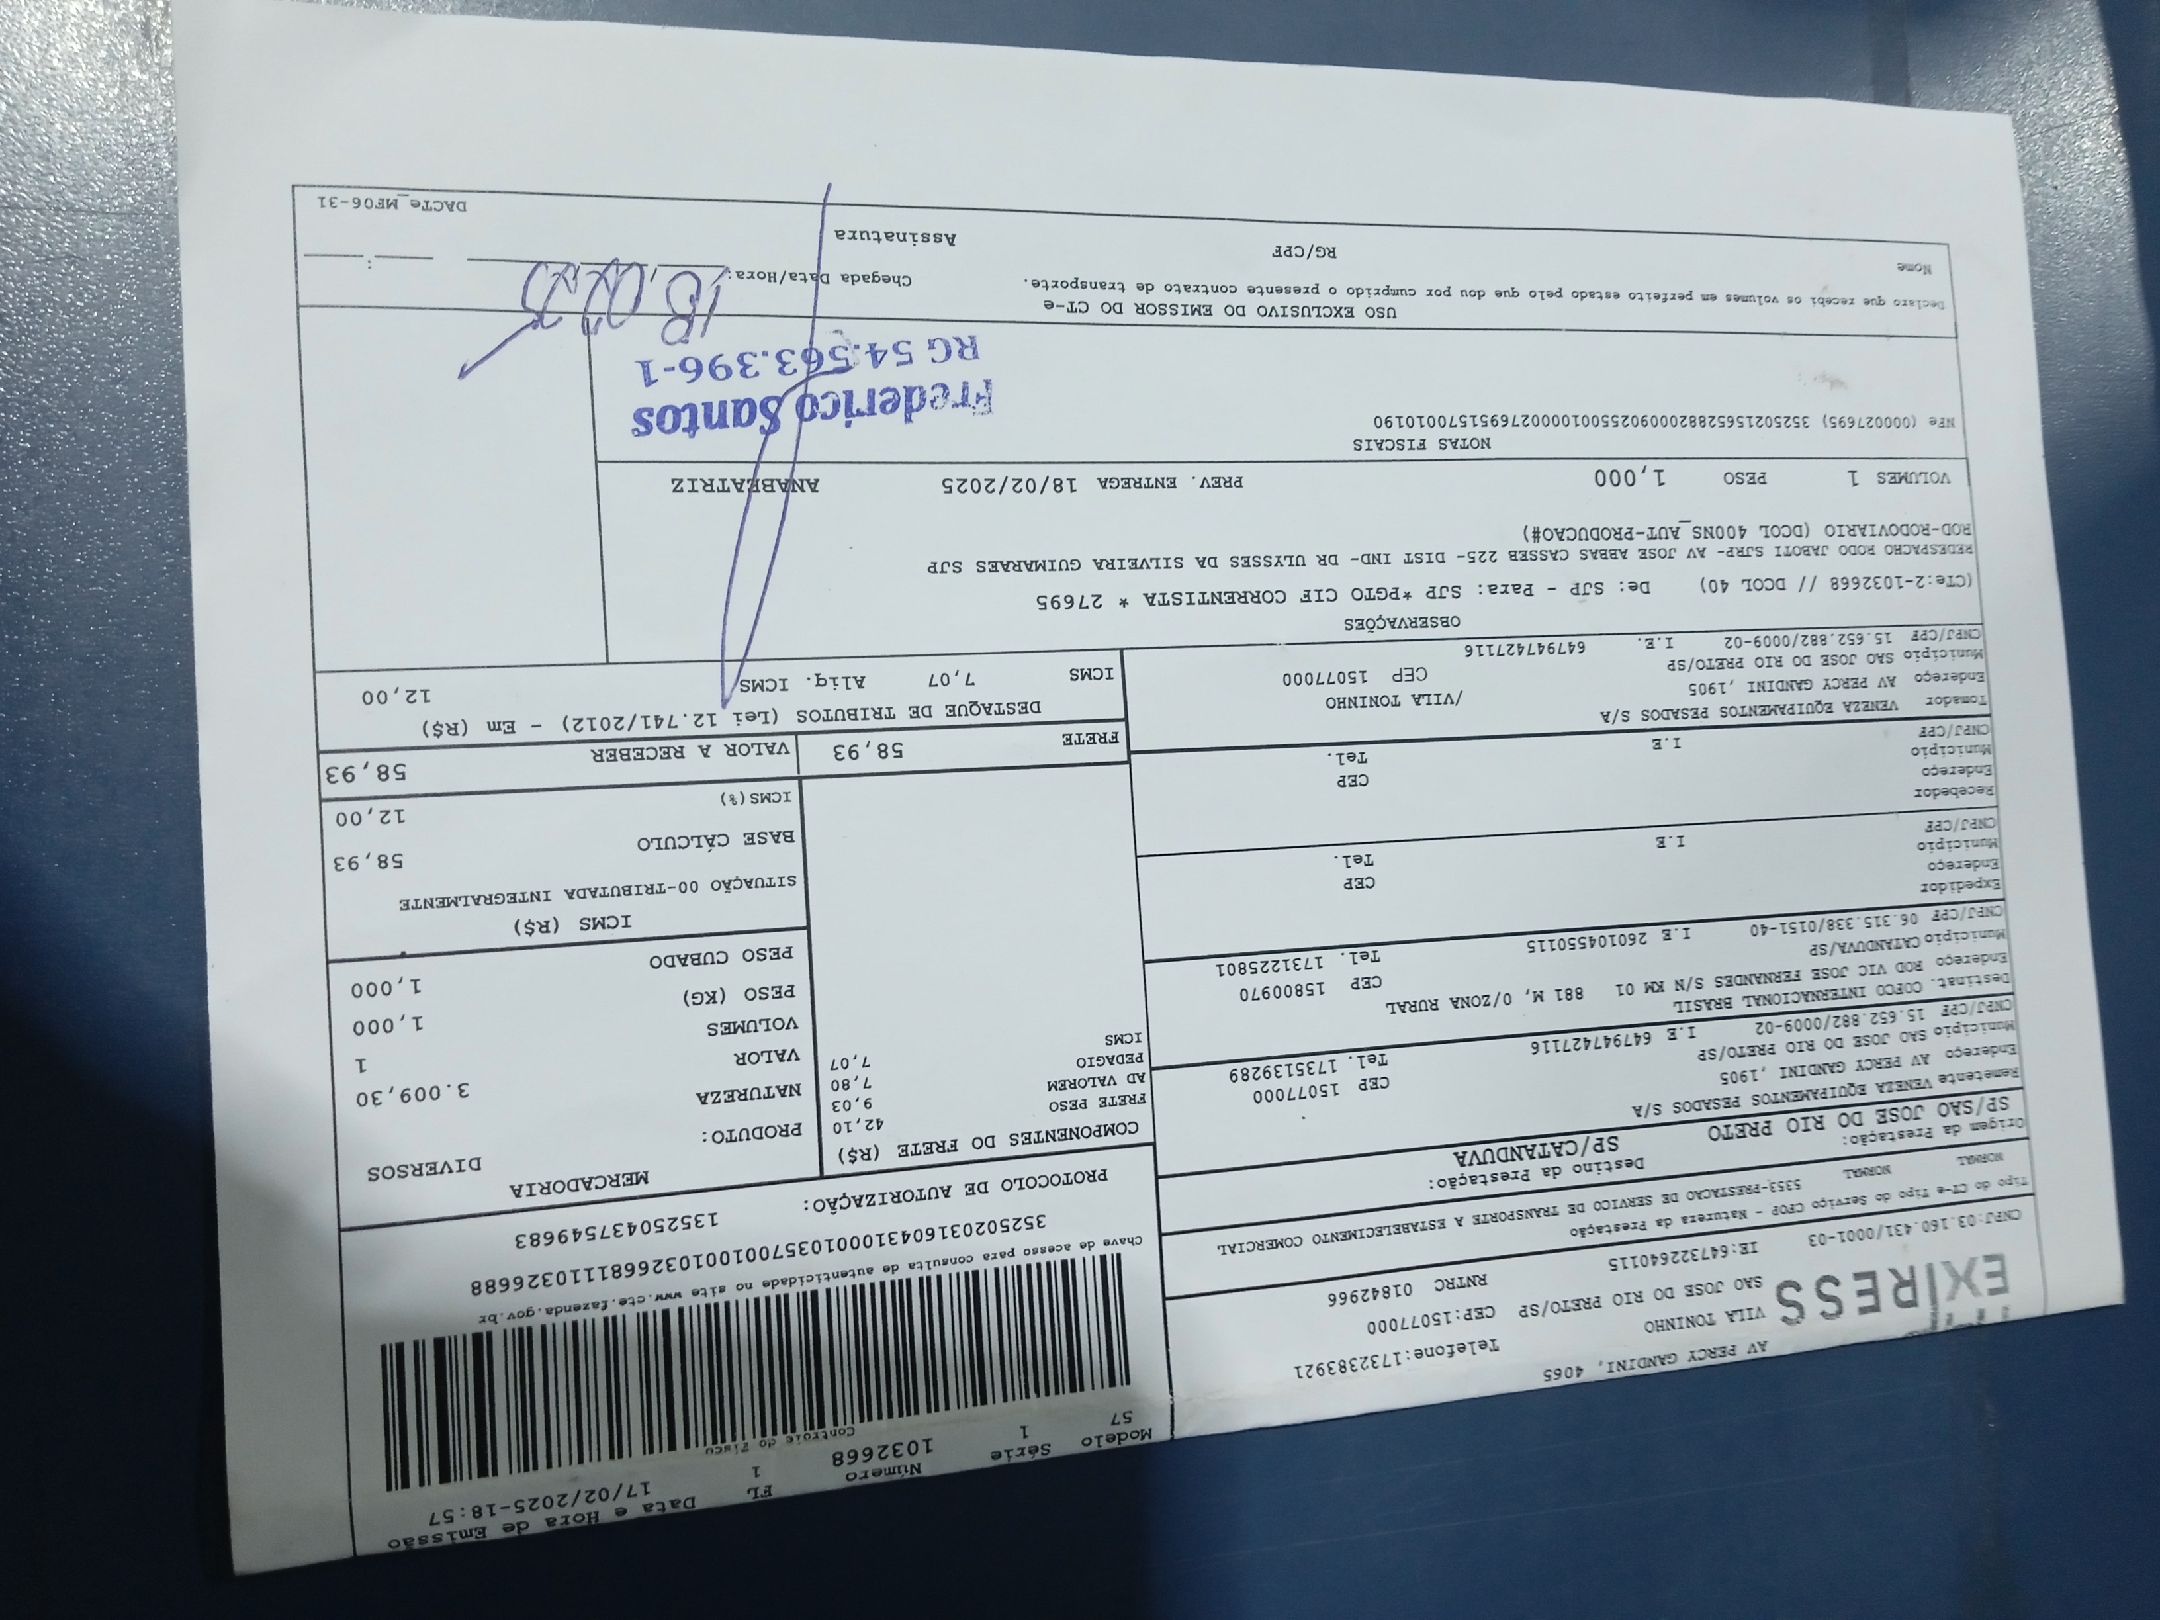 EXPRESS
AV PERCY GANDINI, 4065
VILA TONINHO Telefone:1732383921
SAO JOSE DO RIO PRETO/SP CEP:15077000
CNPJ:03.160.431/0001-03 IE:647322640115 RNTRC 01842966
Tipo do CT-e Tipo do Serviço CFOP - Natureza da Prestação
NORMAL NORMAL 5353-PRESTACAO DE SERVICO DE TRANSPORTE A ESTABELECIMENTO COMERCIAL
Origem da Prestação: Destino da Prestação:
SP/SAO JOSE DO RIO PRETO SP/CATANDUVA
Modelo Série Número FL Data e Hora de Emissão
57 1 1032668 1 17/02/2025-18:57
Controle do Fisco
Chave de acesso para consulta de autenticidade no site www.cte.fazenda.gov.br
PROTOCOLO DE AUTORIZAÇÃO: 135250437549683
Remetente VENEZA EQUIPAMENTOS PESADOS S/A
Endereço AV PERCY GANDINI ,1905 CEP 15077000
Município SAO JOSE DO RIO PRETO/SP Tel. 1735139289
CNPJ/CPF 15.652.882/0009-02 I.E 647947427116
Destinat. COFCO INTERNACIONAL BRASIL
Endereço ROD VIC JOSE FERNANDES S/N KM 01 881 M, 0/ZONA RURAL
Município CATANDUVA/SP CEP 15800970
CNPJ/CPF 06.315.338/0151-40 I.E 260104550115 Tel. 1731225801
Expedidor
Endereço CEP
Município Tel.
CNPJ/CPF I.E
Recebedor
Endereço CEP
Município Tel.
CNPJ/CPF I.E
Tomador VENEZA EQUIPAMENTOS PESADOS S/A
Endereço AV PERCY GANDINI ,1905 /VILA TONINHO
Município SAO JOSE DO RIO PRETO/SP CEP 15077000
CNPJ/CPF 15.652.882/0009-02 I.E. 647947427116
COMPONENTES DO FRETE (R$)
FRETE PESO 42,10
AD VALOREM 9,03
PEDAGIO 7,80
ICMS 7,07
MERCADORIA
PRODUTO: DIVERSOS
NATUREZA
VALOR 3.009,30
VOLUMES 1
PESO (KG) 1,000
PESO CUBADO 1,000
ICMS (R$)
SITUAÇÃO 00-TRIBUTADA INTEGRALMENTE
BASE CÁLCULO 58,93
ICMS(%) 12,00
FRETE 58,93 VALOR A RECEBER 58,93
DESTAQUE DE TRIBUTOS (Lei 12.741/2012) - Em (R$)
ICMS 7,07 Aliq. ICMS 12,00
OBSERVAÇÕES
(CTe:2-1032668 // DCOL 40) De: SJP - Para: SJP *PGTO CIF CORRENTISTA * 27695
REDESPACHO RODO JABOTI SJRP- AV JOSE ABBAS CASSEB 225- DIST IND- DR ULYSSES DA SILVEIRA GUIMARAES SJP
ROD-RODOVIARIO (DCOL 400NS_AUT-PRODUCAO#)
VOLUMES 1 PESO 1,000 PREV. ENTREGA 18/02/2025 ANABEATRIZ
NOTAS FISCAIS
Frederico Santos
RG 54.563.396-1
USO EXCLUSIVO DO EMISSOR DO CT-e
Declaro que recebi os volumes em perfeito estado pelo que dou por cumprido o presente contrato de transporte.
Chegada Data/Hora: 18,02,25
Nome RG/CPF Assinatura
DACTe_MF06-31